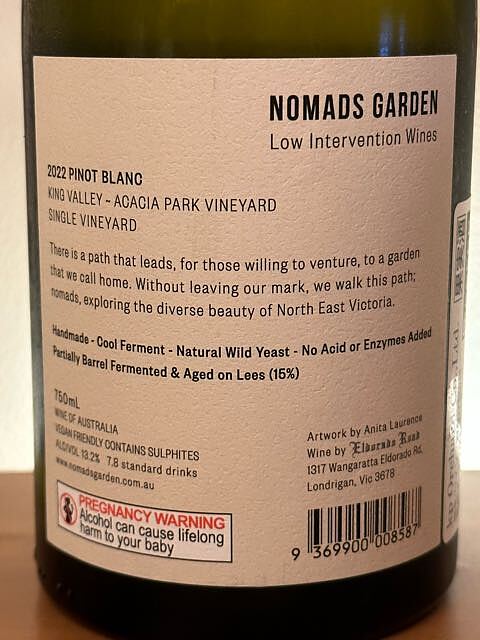 NOMADS GARDEN
Low Intervention Wines
2022 PINOT BLANC
KING VALLEY ~ ACACIA PARK VINEYARD
SINGLE VINEYARD
There is a path that leads, for those willing to venture, to a garden
that we call home. Without leaving our mark, we walk this path;
nomads, exploring the diverse beauty of North East Victoria.
Handmade - Cool Ferment - Natural Wild Yeast - No Acid or Enzymes Added
Partially Barrel Fermented & Aged on Lees (15%)
750mL
WINE OF AUSTRALIA
VEGAN FRIENDLY CONTAINS SULPHITES
ALC/VOL 13.2% 7.8 standard drinks
www.nomadsgarden.com.au
Artwork by Anita Laurence
Wine by Eldorado Road
1317 Wangaratta Eldorado Rd,
Londrigan, Vic 3678
PREGNANCY WARNING
Alcohol can cause lifelong
harm to your baby
9 369900 008587